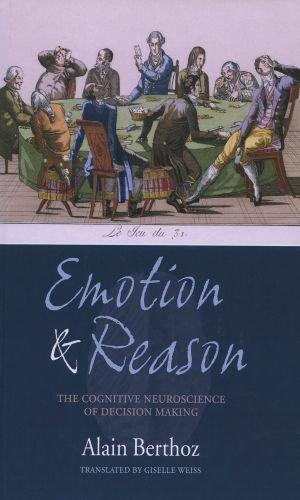 Le Jeu du 31.
Emotion
& Reason
THE COGNITIVE NEUROSCIENCE
OF DECISION MAKING
Alain Berthoz
TRANSLATED BY GISELLE WEISS